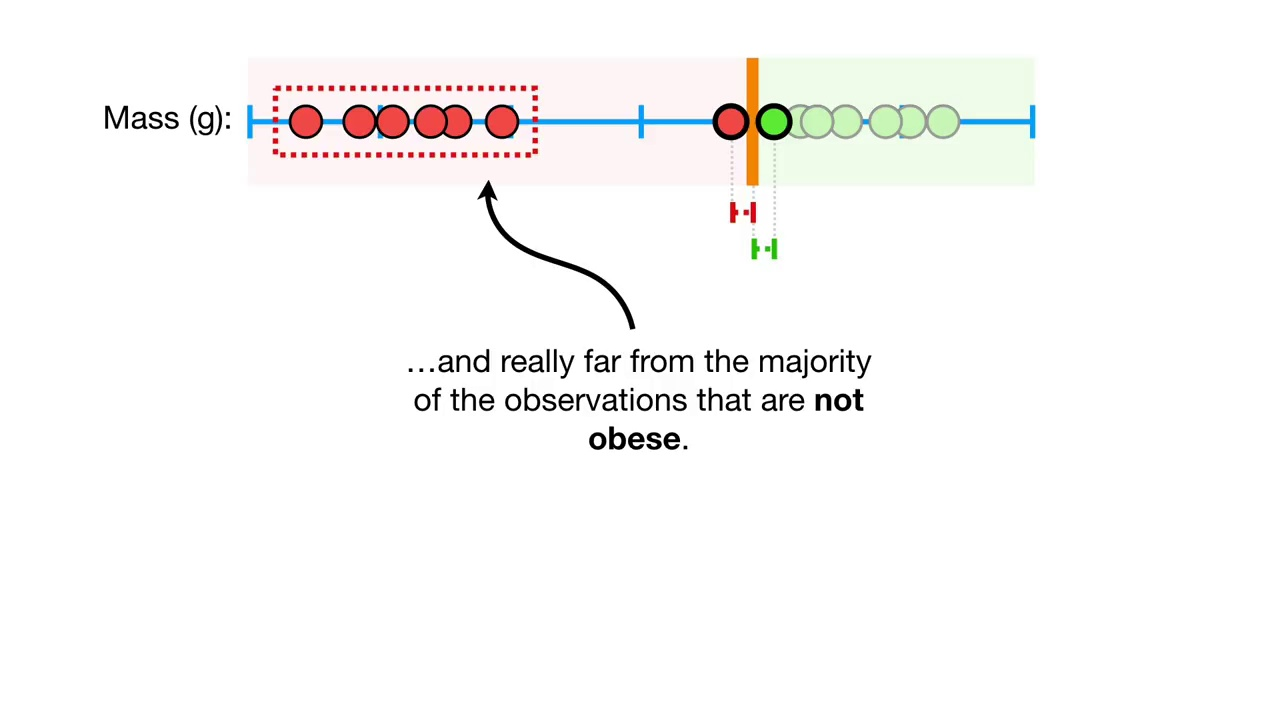 Mass (g):
…and really far from the majority
of the observations that are not
obese.